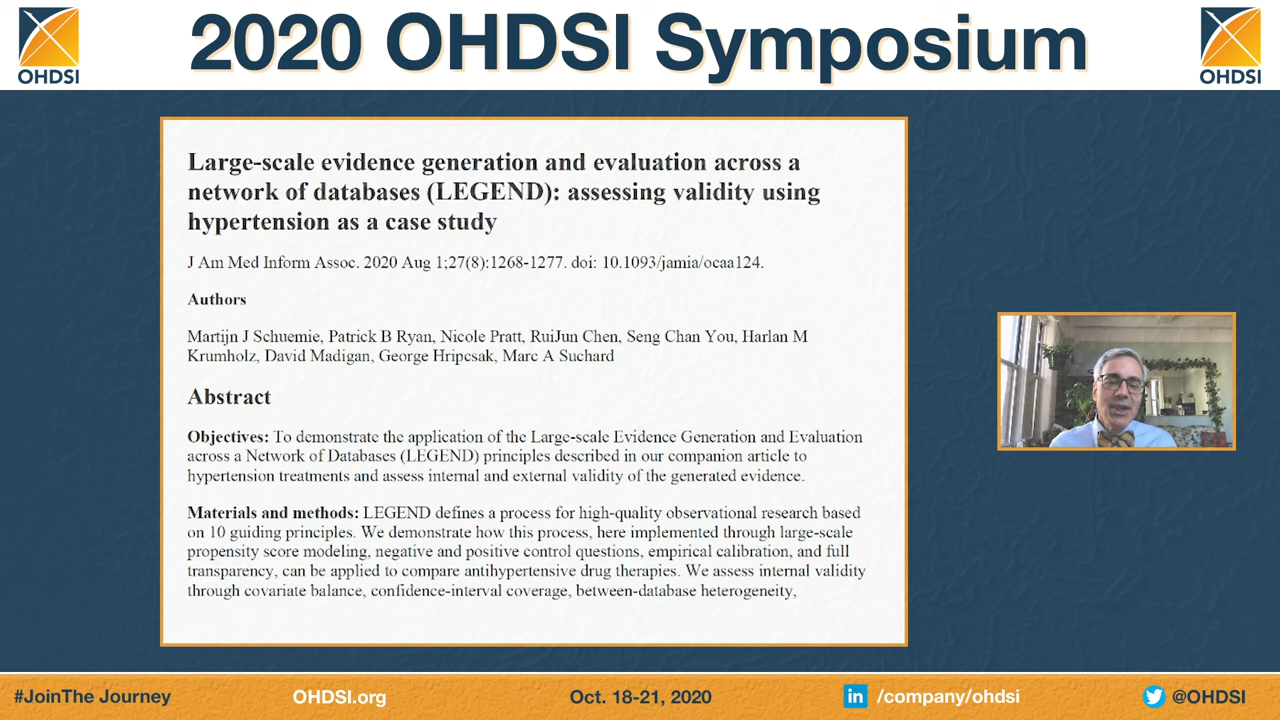 2020 OHDSI Symposium
OHDSI
OHDSI
Large-scale evidence generation and evaluation across a
network of databases (LEGEND): assessing validity using
hypertension as a case study
J Am Med Inform Assoc. 2020 Aug 1;27(8):1268-1277. doi: 10.1093/jamia/ocaa124.
Authors
Martijn J Schuemie, Patrick B Ryan, Nicole Pratt, RuiJun Chen, Seng Chan You, Harlan M
Krumholz, David Madigan, George Hripcsak, Marc A Suchard
Abstract
Objectives: To demonstrate the application of the Large-scale Evidence Generation and Evaluation
across a Network of Databases (LEGEND) principles described in our companion article to
hypertension treatments and assess internal and external validity of the generated evidence.
Materials and methods: LEGEND defines a process for high-quality observational research based
on 10 guiding principles. We demonstrate how this process, here implemented through large-scale
propensity score modeling, negative and positive control questions, empirical calibration, and full
transparency, can be applied to compare antihypertensive drug therapies. We assess internal validity
through covariate balance, confidence-interval coverage, between-database heterogeneity,
#JoinThe Journey
OHDSI.org
Oct. 18-21, 2020
in /company/ohdsi
@OHDSI